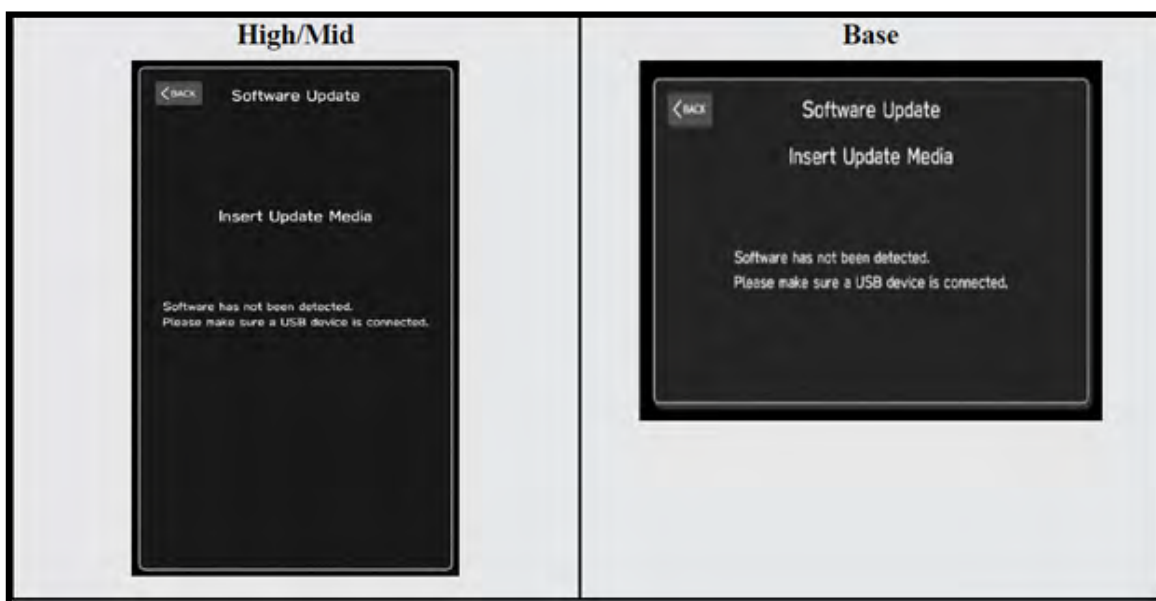 High/Mid
BACK Software Update
Insert Update Media
Software has not been detected.
Please make sure a USB device is connected.
Base
BACK Software Update
Insert Update Media
Software has not been detected.
Please make sure a USB device is connected.